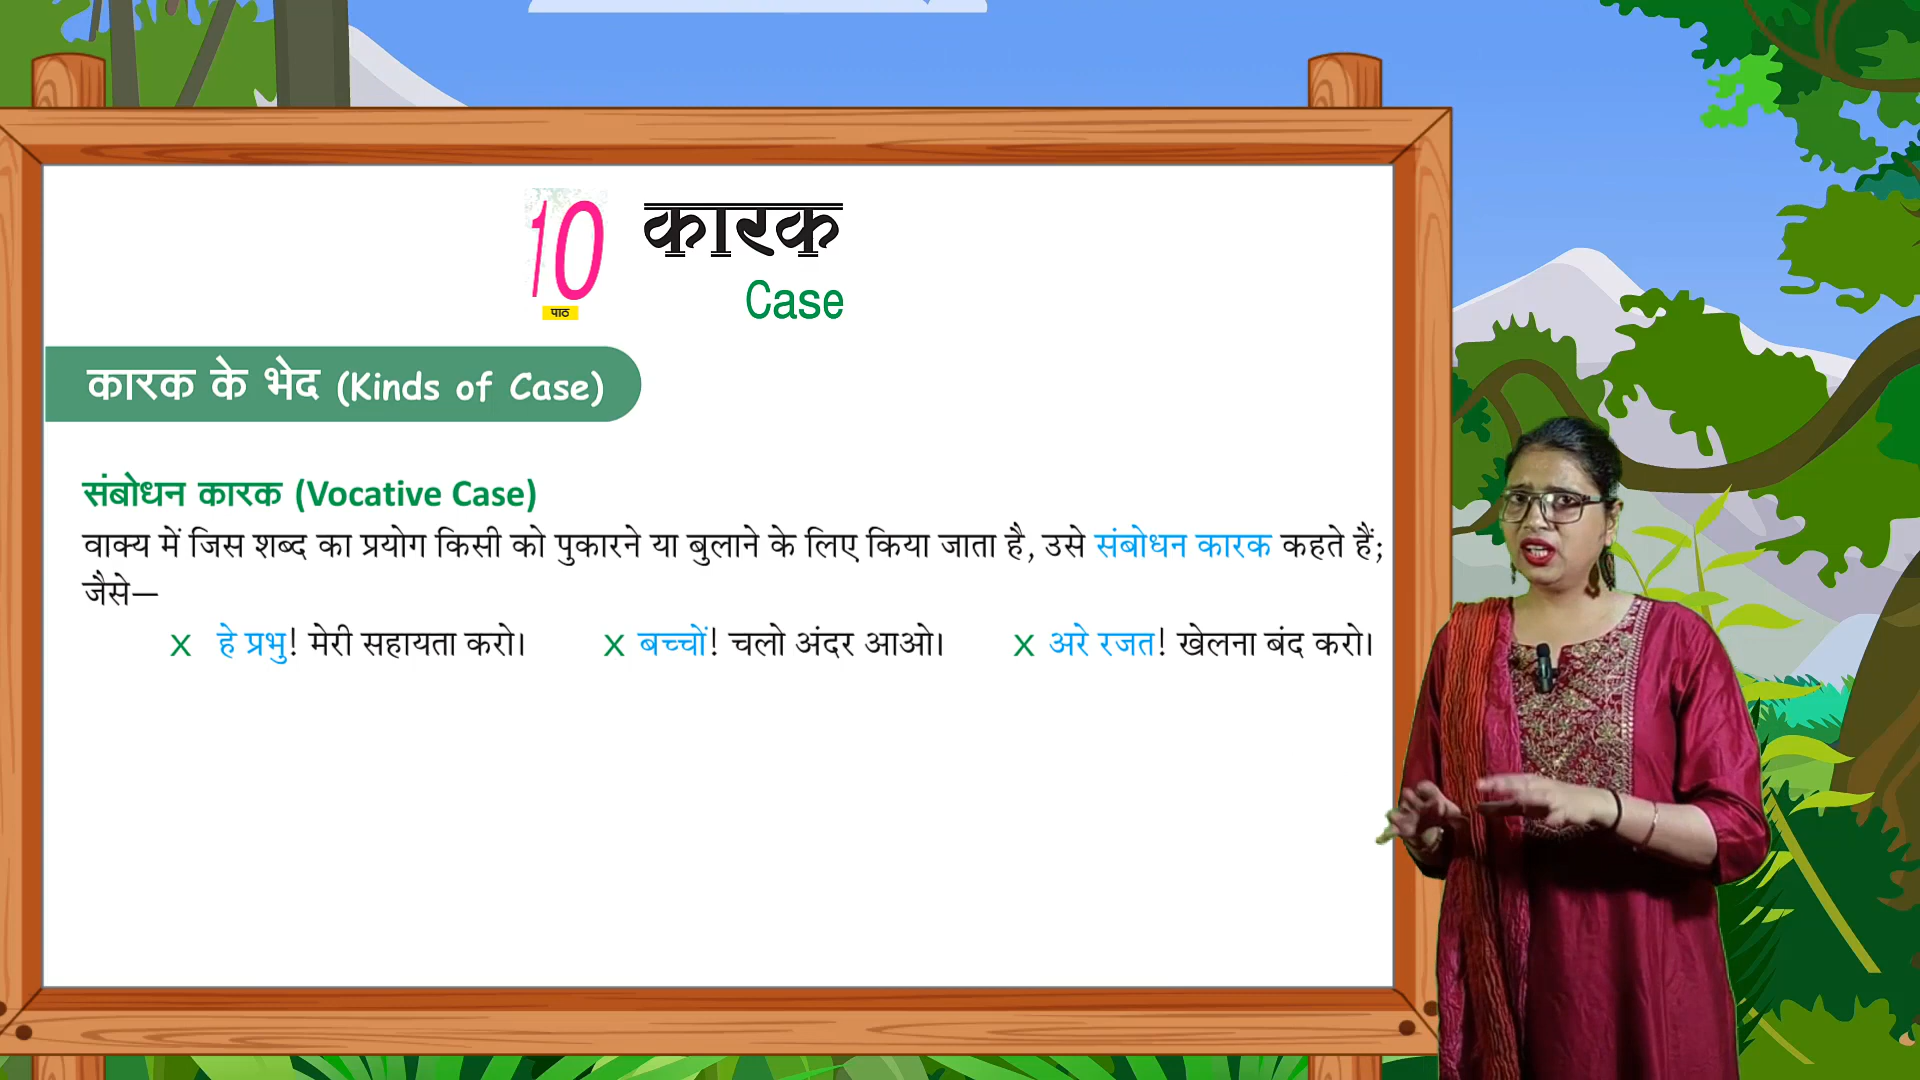 10 कारक
पाठ
Case
कारक के भेद (Kinds of Case)
संबोधन कारक (Vocative Case)
वाक्य में जिस शब्द का प्रयोग किसी को पुकारने या बुलाने के लिए किया जाता है, उसे संबोधन कारक कहते हैं;
जैसे—
x हे प्रभु! मेरी सहायता करो। x बच्चों! चलो अंदर आओ। x अरे रजत! खेलना बंद करो।